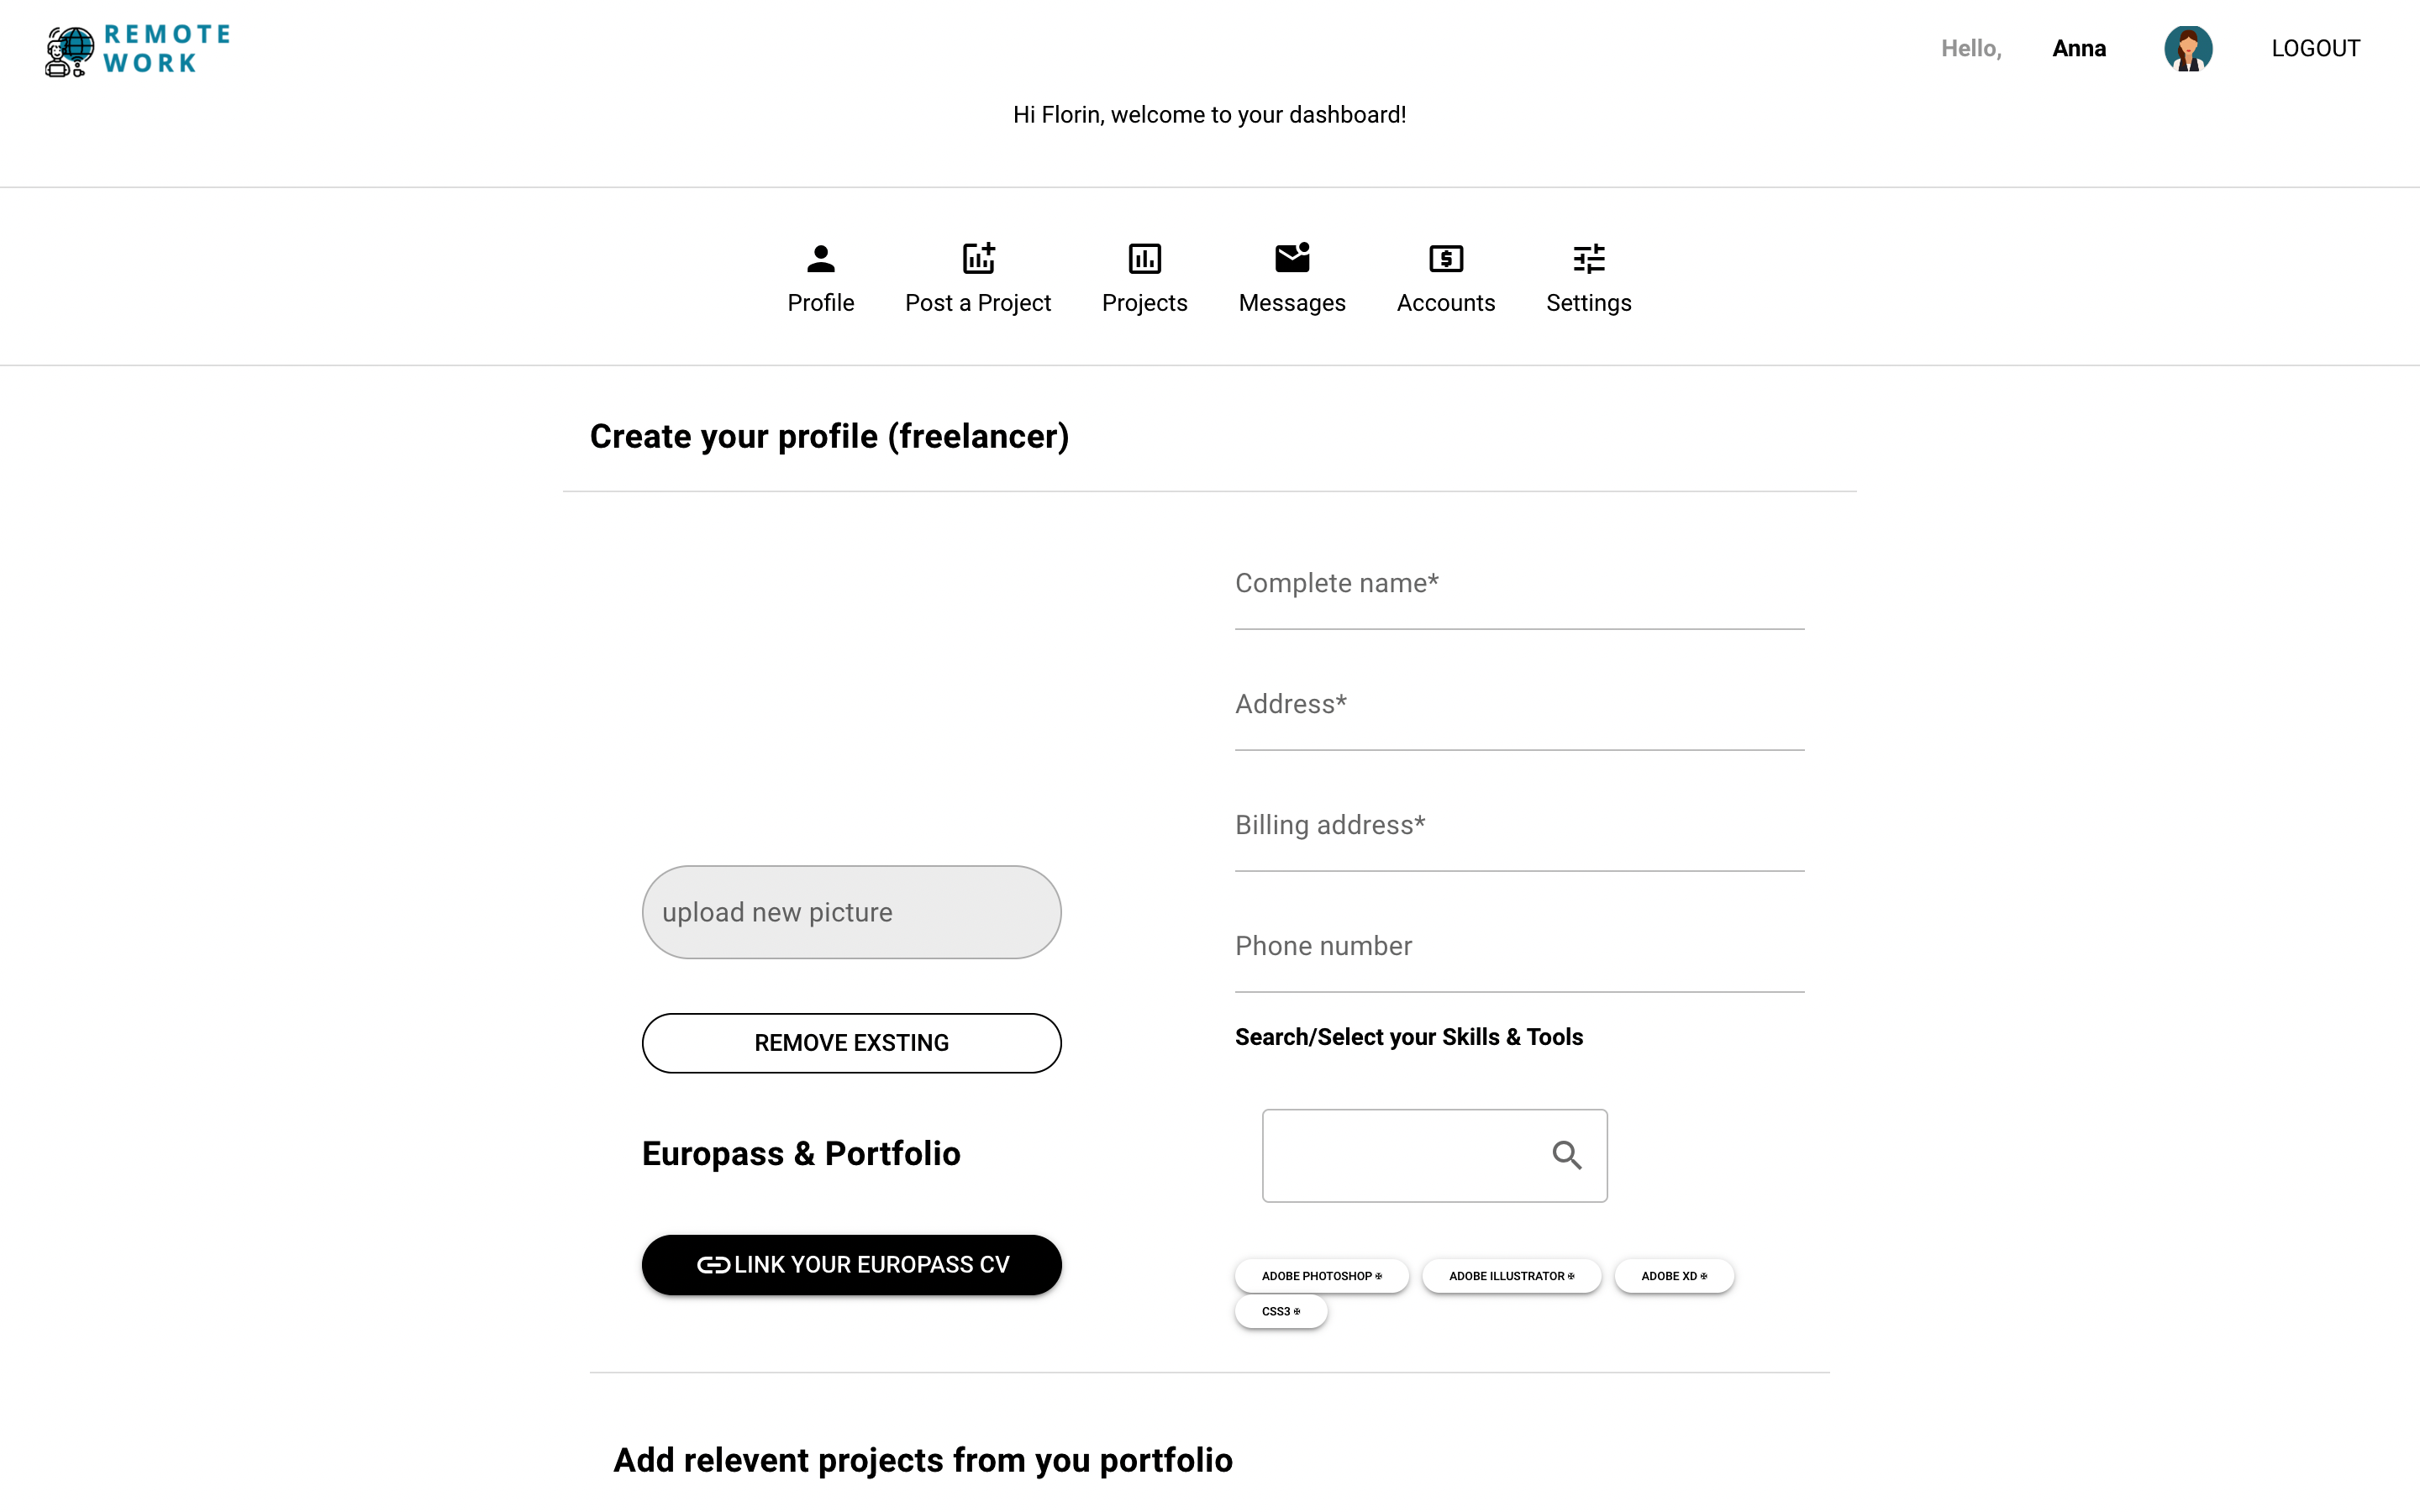 REMOTE
WORK
Hello, Anna LOGOUT
Hi Florin, welcome to your dashboard!
Profile Post a Project Projects Messages Accounts Settings
Create your profile (freelancer)
Complete name*
Address*
Billing address*
Phone number
Search/Select your Skills & Tools
ADOBE PHOTOSHOP ✠ ADOBE ILLUSTRATOR ✠ ADOBE XD ✠
CSS3 ✠
upload new picture
REMOVE EXSTING
Europass & Portfolio
LINK YOUR EUROPASS CV
Add relevent projects from you portfolio